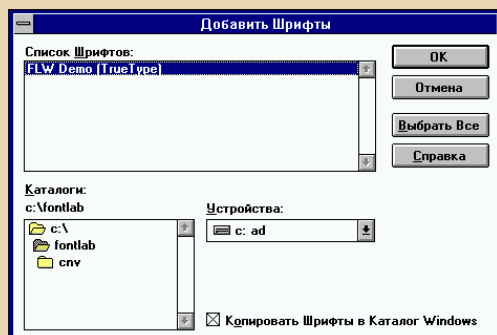 Добавить Шрифты
Список Шрифтов:
FLW Demo (TrueType)
OK
Отмена
Выбрать Все
Справка
Каталоги:
c:\fontlab
c:\
fontlab
cnv
Устройства:
c: ad
Копировать Шрифты в Каталог Windows